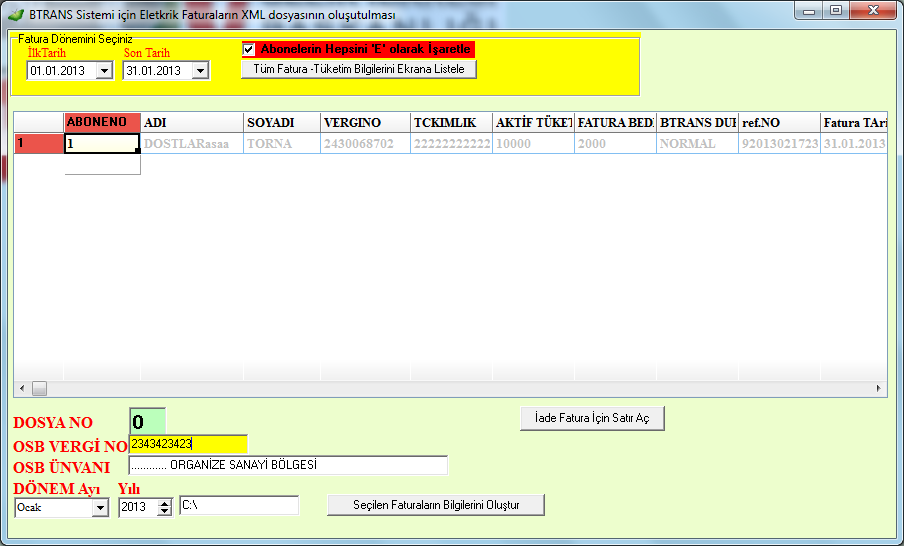 BTRANS Sistemi için Eletkrik Faturaların XML dosyasının oluşutulması
Fatura Dönemini Seçiniz
İlkTarih Son Tarih Abonelerin Hepsini 'E' olarak İşaretle
01.01.2013 31.01.2013 Tüm Fatura -Tüketim Bilgilerini Ekrana Listele
ABONENO ADI SOYADI VERGINO TCKIMLIK AKTİF TÜKET FATURA BED BTRANS DUI ref.NO Fatura TAri
1 1 DOSTLARasaa TORNA 2430068702 22222222222 10000 2000 NORMAL 92013021723 31.01.2013
DOSYA NO 0 İade Fatura İçin Satır Aç
OSB VERGİ NO 2343423423
OSB ÜNVANI ........... ORGANİZE SANAYİ BÖLGESİ
DÖNEM Ayı Yılı
Ocak 2013 C:\ Seçilen Faturaların Bilgilerini Oluştur